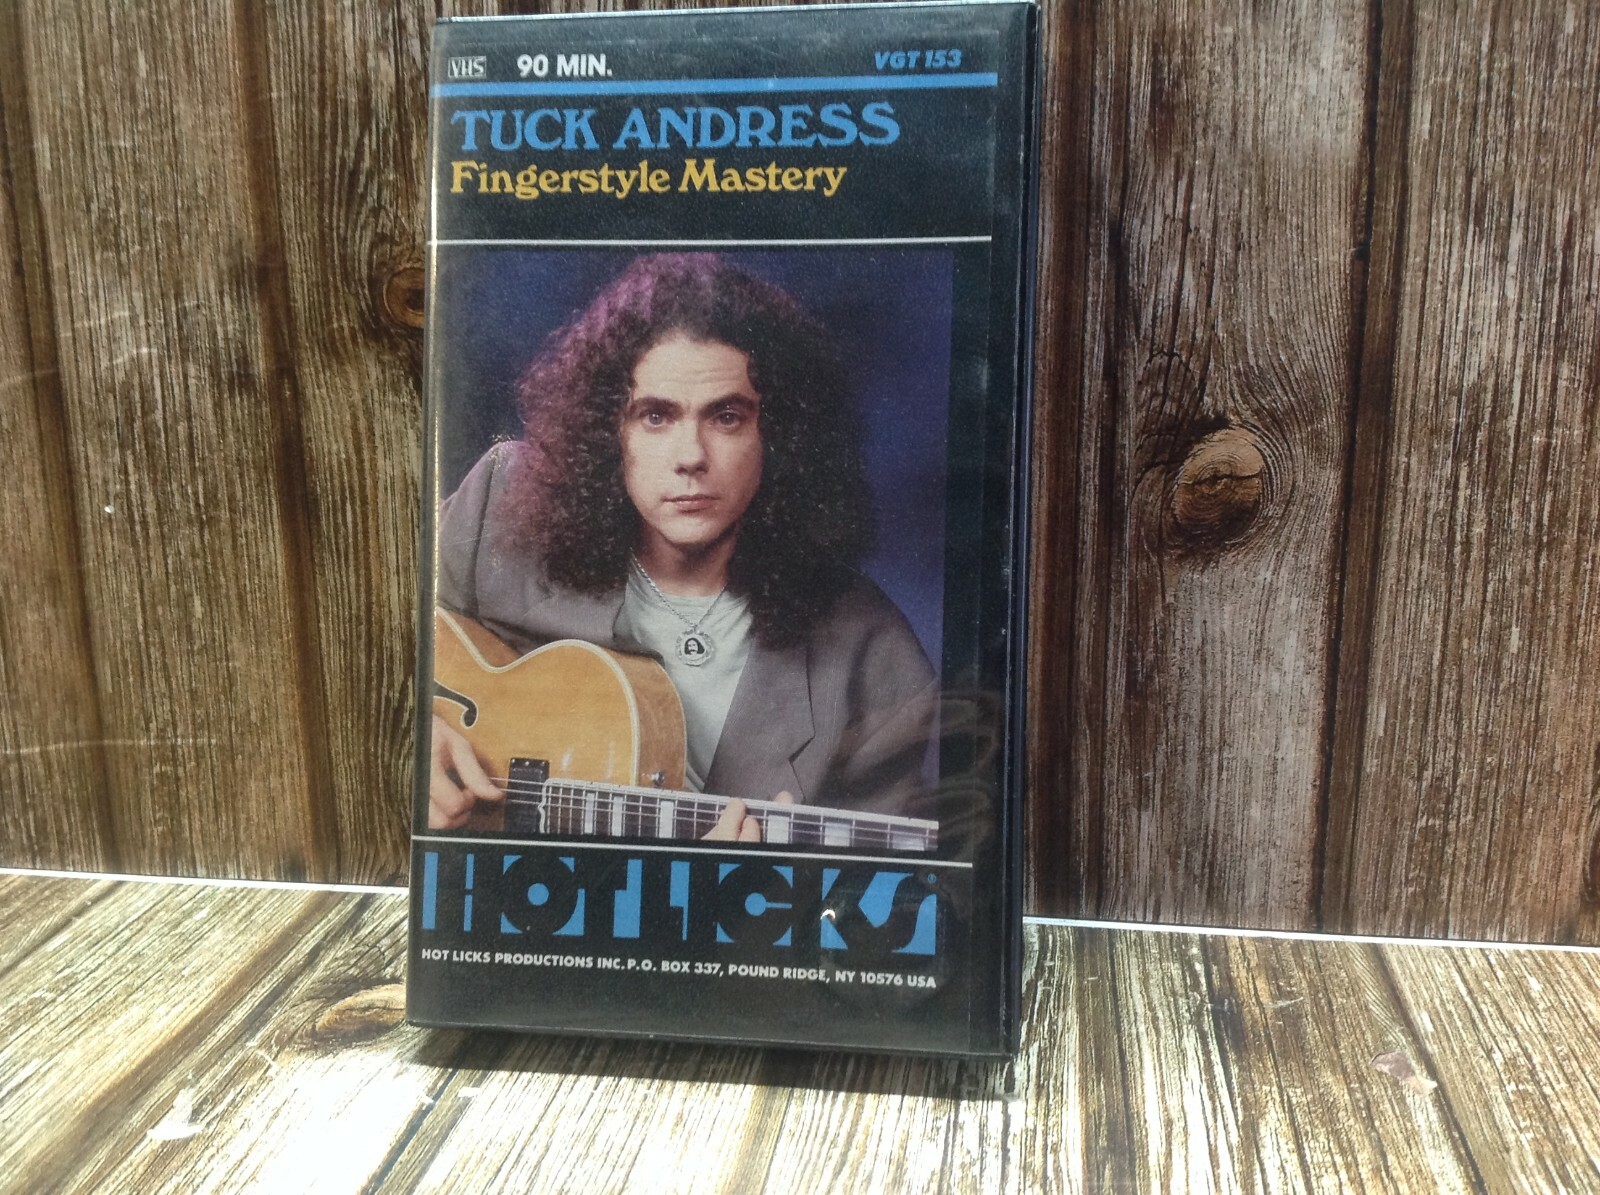 VHS 90 MIN. VGT 153
TUCK ANDRESS
Fingerstyle Mastery
HOT LICKS®
HOT LICKS PRODUCTIONS INC. P.O. BOX 337, POUND RIDGE, NY 10576 USA